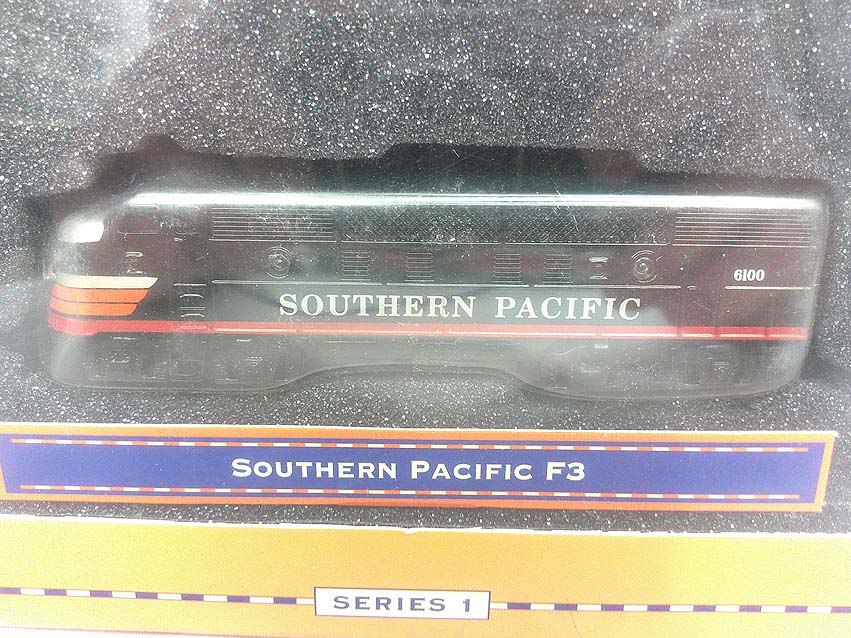 6100
SOUTHERN PACIFIC
SOUTHERN PACIFIC F3
SERIES 1